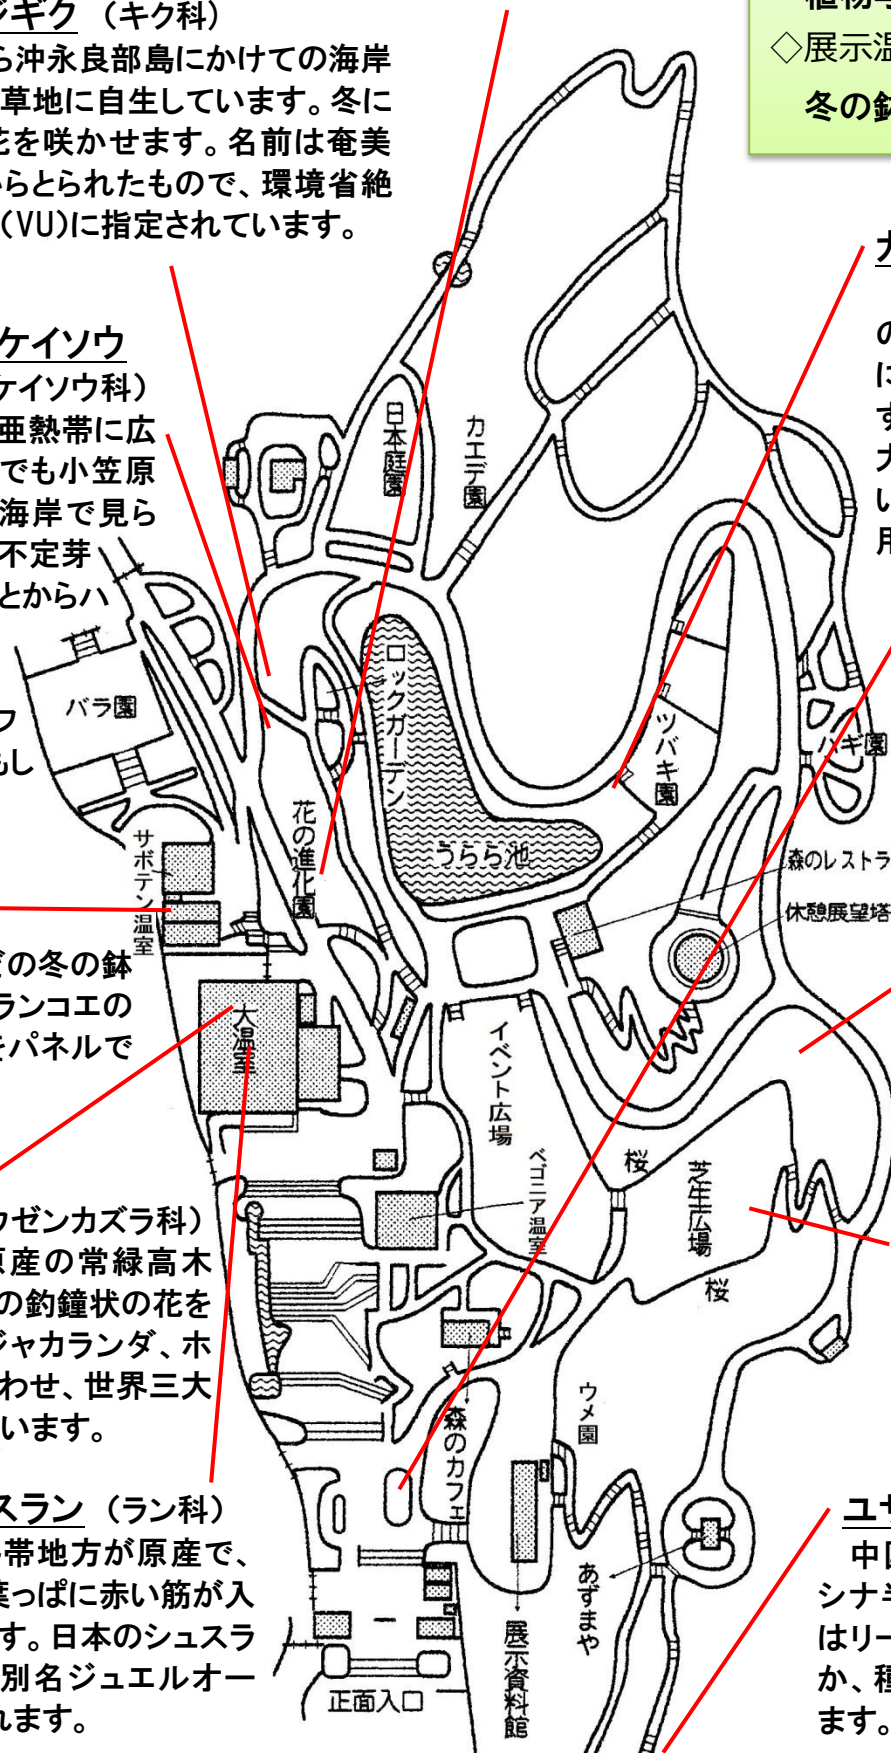 ジギク （キク科）
ら沖永良部島にかけての海岸
草地に自生しています。冬に
花を咲かせます。名前は奄美
からとられたもので、環境省絶
（VU）に指定されています。
◇展示温
冬の鉢
ケイソウ
ケイソウ科）
亜熱帯に広
でも小笠原
海岸で見ら
不定芽
とからハ
フ
もし
どの冬の鉢
ランコエの
をパネルで
ウゼンカズラ科）
原産の常緑高木
の釣鐘状の花を
ジャカランダ、ホ
わせ、世界三大
います。
スラン （ラン科）
帯地方が原産で、
葉っぱに赤い筋が入
す。日本のシュスラ
別名ジュエルオー
れます。
の
に
す
い
用
ユサ
中国
シナ半
はリー
か、種
ます。
日本庭園
カエデ園
バラ園
ロックガーデン
ツバキ園
ハギ園
うらら池
花の進化園
サボテン温室
森のレストラ
休憩展望塔
大温室
イベント広場
ベゴニア温室
桜
芝生広場
桜
ウメ園
森のカフェ
あずまや
展示資料館
正面入口